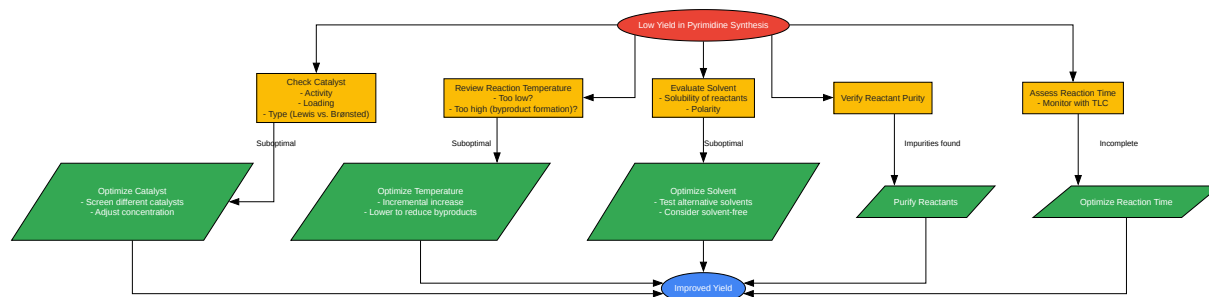 Low Yield in Pyrimidine Synthesis
Check Catalyst
- Activity
- Loading
- Type (Lewis vs. Brønsted)
Review Reaction Temperature
- Too low?
- Too high (byproduct formation)?
Evaluate Solvent
- Solubility of reactants
- Polarity
Verify Reactant Purity
Assess Reaction Time
- Monitor with TLC
Suboptimal
Suboptimal
Suboptimal
Impurities found
Incomplete
Optimize Catalyst
- Screen different catalysts
- Adjust concentration
Optimize Temperature
- Incremental increase
- Lower to reduce byproducts
Optimize Solvent
- Test alternative solvents
- Consider solvent-free
Purify Reactants
Optimize Reaction Time
Improved Yield